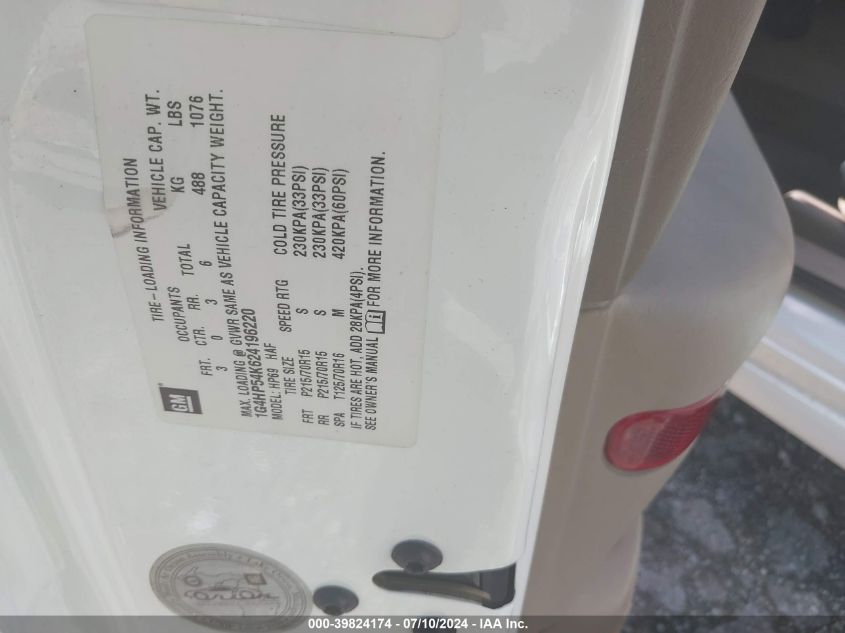 GM
TIRE-LOADING INFORMATION
OCCUPANTS VEHICLE CAP. WT.
FRT. CTR. RR. TOTAL KG LBS
3 0 3 6 488 1076
MAX. LOADING @ GVWR SAME AS VEHICLE CAPACITY WEIGHT.
1G4HP54K624196220
MODEL: HP69 HAF
TIRE SIZE SPEED RTG COLD TIRE PRESSURE
FRT P215/70R15 S 230KPA(33PSI)
RR P215/70R15 S 230KPA(33PSI)
SPA T125/70R15 M 420KPA(60PSI)
IF TIRES ARE HOT, ADD 28KPA(4PSI).
SEE OWNER'S MANUAL FOR MORE INFORMATION.
Orion
000-39824174 / 07/10/2024 - IAA Inc.